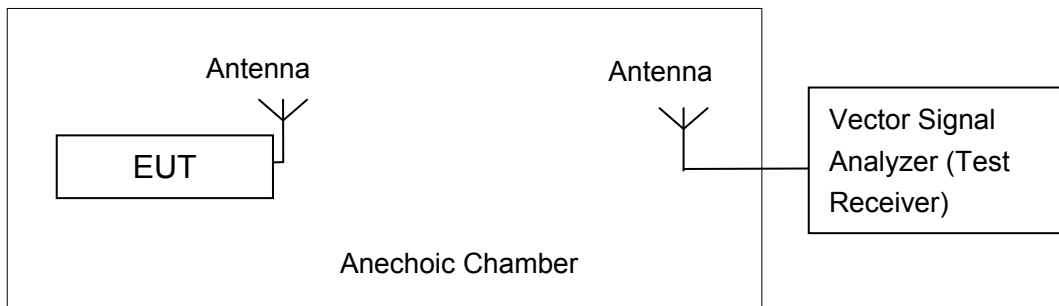 Antenna
Antenna
EUT
Vector Signal
Analyzer (Test
Receiver)
Anechoic Chamber